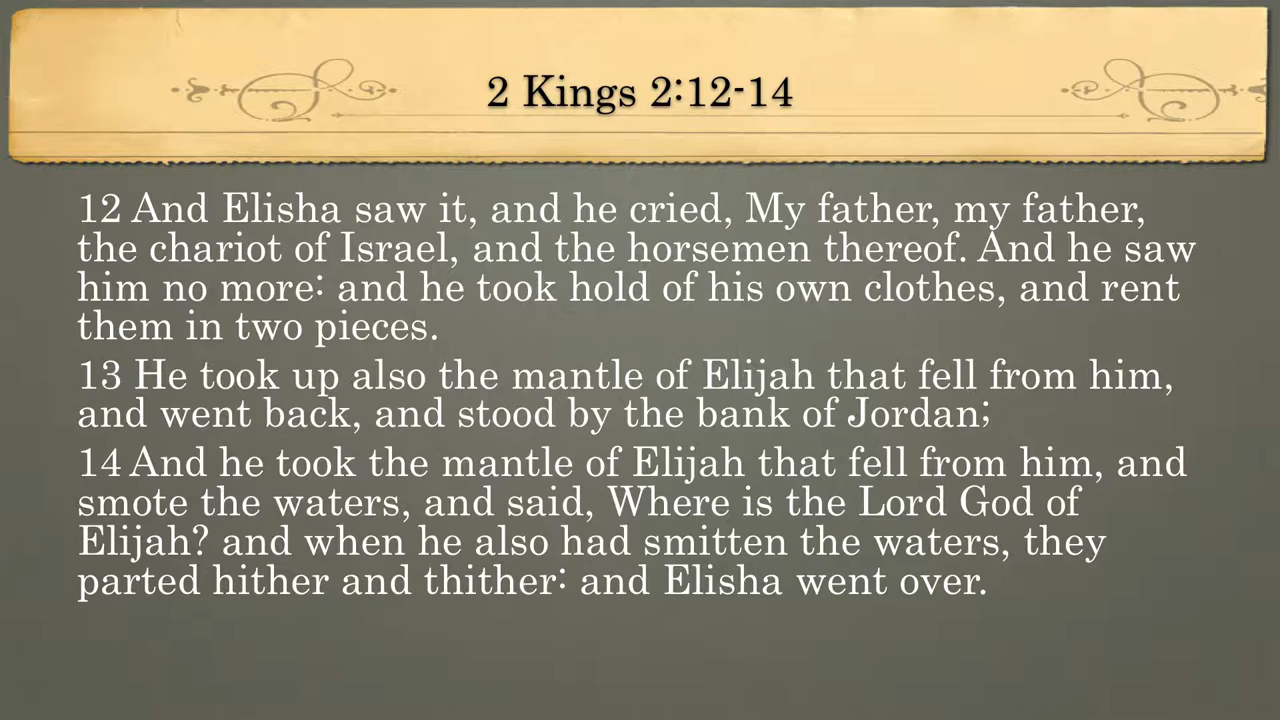 2 Kings 2:12-14
12 And Elisha saw it, and he cried, My father, my father,
the chariot of Israel, and the horsemen thereof. And he saw
him no more: and he took hold of his own clothes, and rent
them in two pieces.
13 He took up also the mantle of Elijah that fell from him,
and went back, and stood by the bank of Jordan;
14 And he took the mantle of Elijah that fell from him, and
smote the waters, and said, Where is the Lord God of
Elijah? and when he also had smitten the waters, they
parted hither and thither: and Elisha went over.